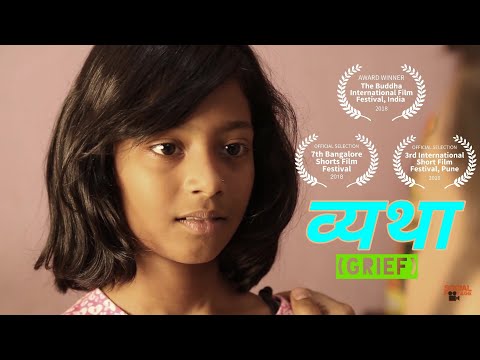 AWARD WINNER
The Buddha
International Film
Festival, India
2018
OFFICIAL SELECTION
7th Bangalore
Shorts Film
Festival
2018
OFFICIAL SELECTION
3rd International
Short Film
Festival, Pune
व्यथा
(GRIEF)